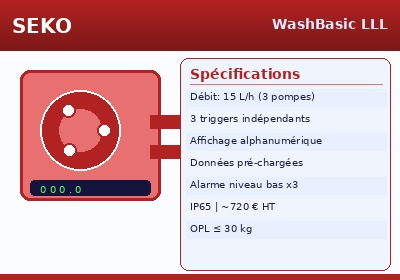 SEKO
WashBasic LLL
Spécifications
Débit: 15 L/h (3 pompes)
3 triggers indépendants
Affichage alphanumérique
Données pré-chargées
Alarme niveau bas x3
IP65 | ~720 € HT
OPL ≤ 30 kg
000.0